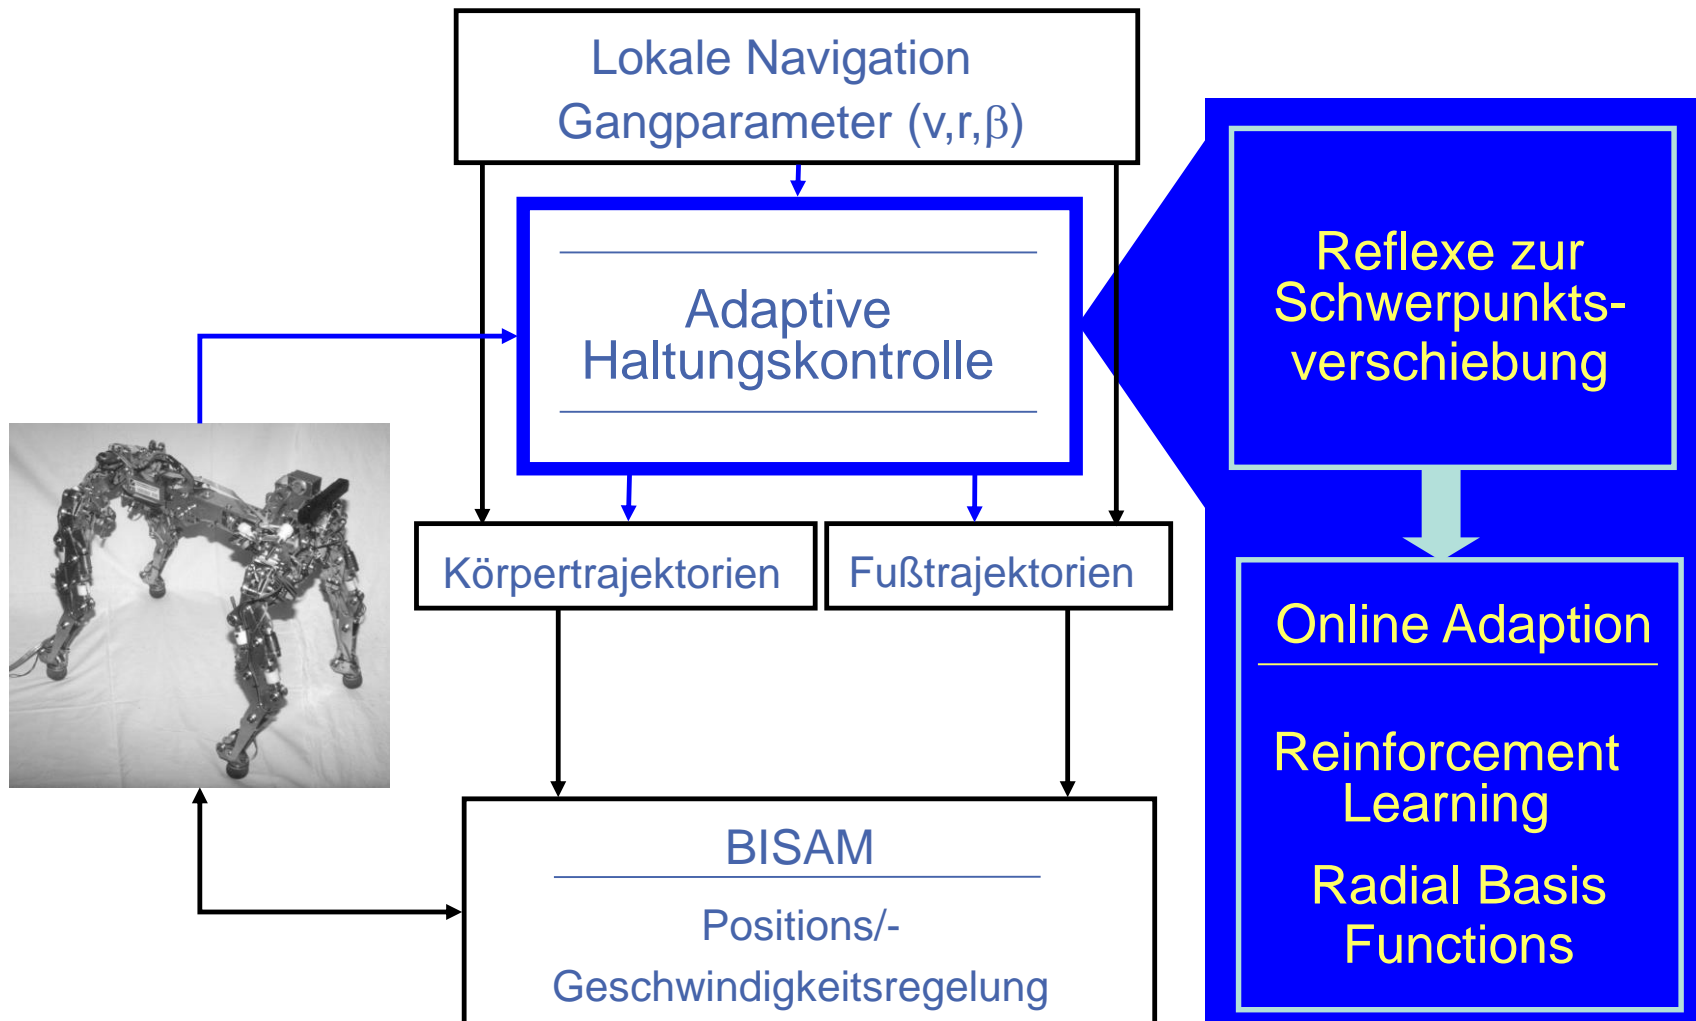 Lokale Navigation
Gangparameter (v,r,β)
Adaptive
Haltungskontrolle
Körpertrajektorien
Fußtrajektorien
BISAM
Positions/-
Geschwindigkeitsregelung
Reflexe zur
Schwerpunkts-
verschiebung
Online Adaption
Reinforcement
Learning
Radial Basis
Functions